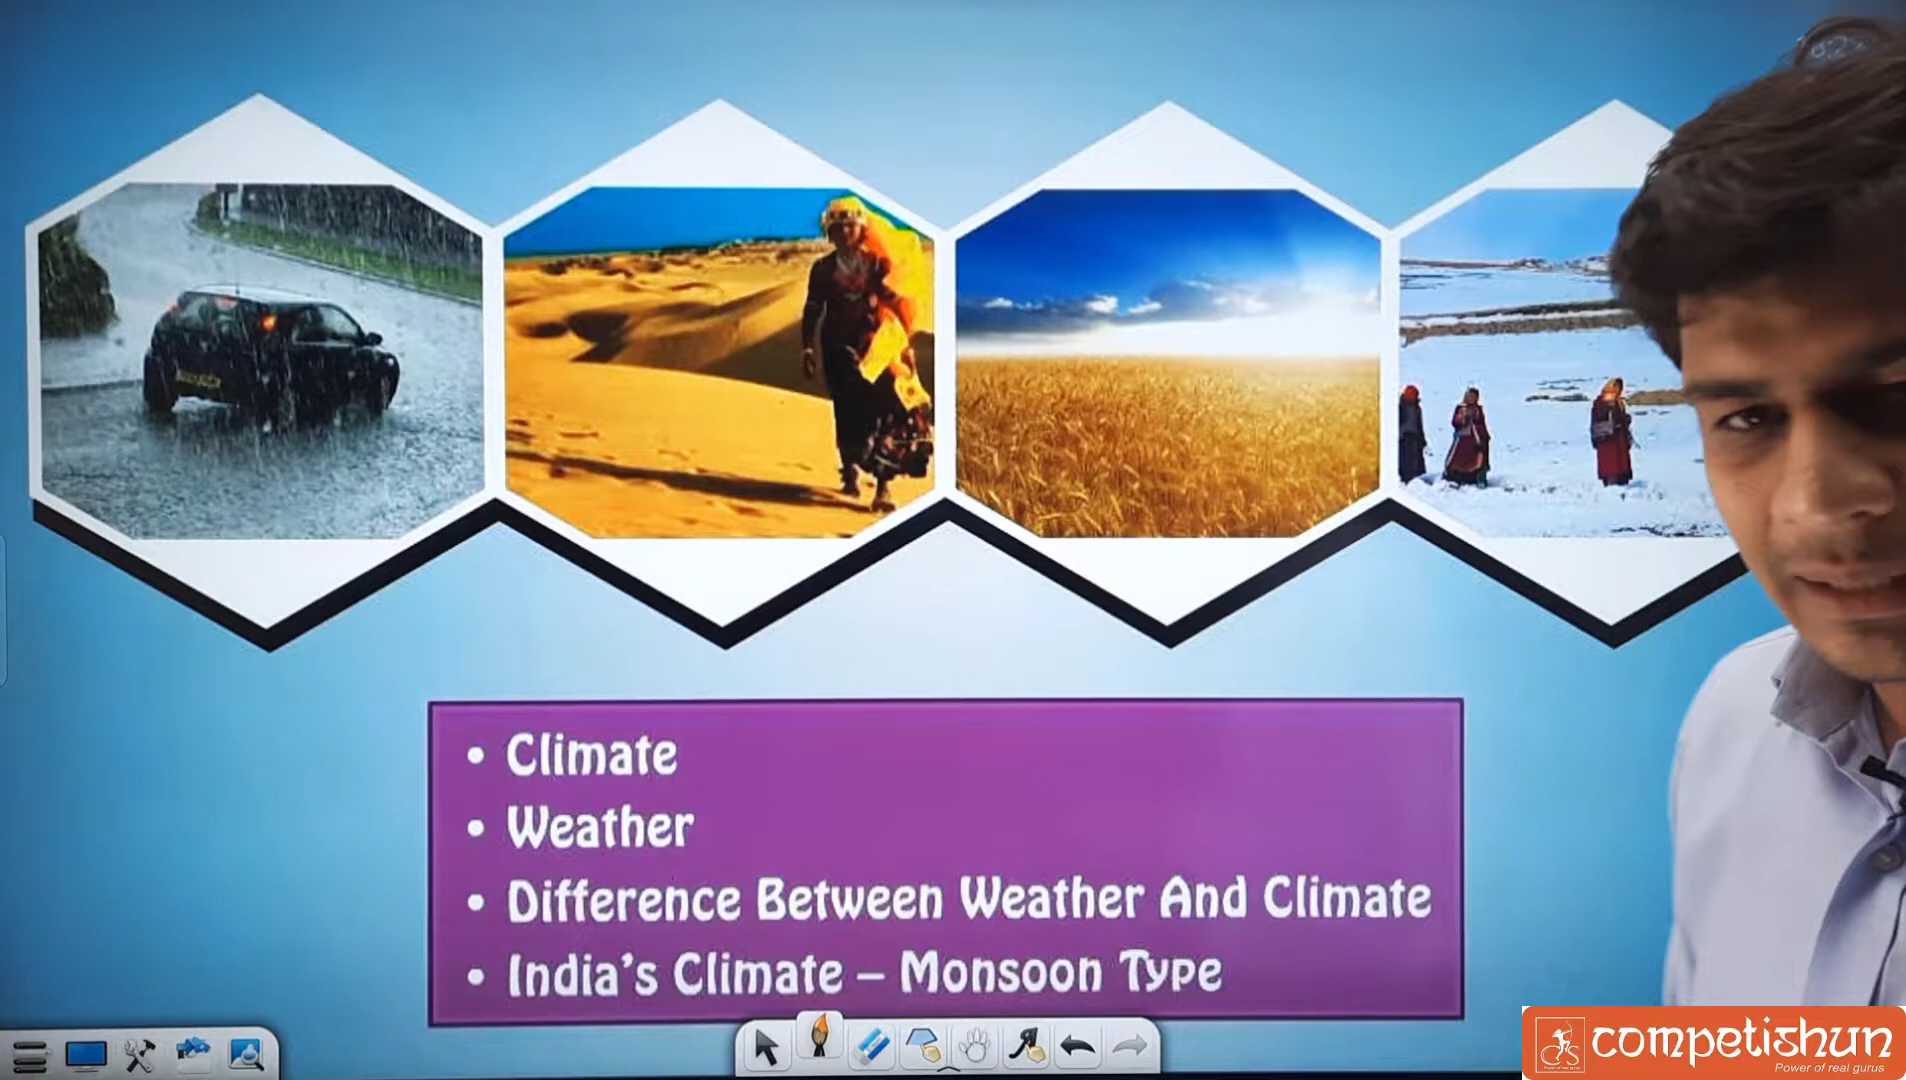 • Climate
• Weather
• Difference Between Weather And Climate
• India's Climate – Monsoon Type
competishun
Power of real gurus